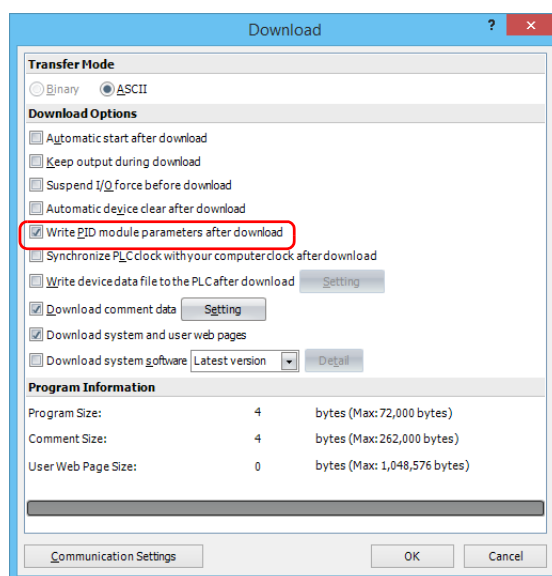 Download ? ×
Transfer Mode
Binary ASCII
Download Options
Automatic start after download
Keep output during download
Suspend I/O force before download
Automatic device clear after download
Write PID module parameters after download
Synchronize PLC clock with your computer clock after download
Write device data file to the PLC after download Setting
Download comment data Setting
Download system and user web pages
Download system software Latest version Detail
Program Information
Program Size: 4 bytes (Max: 72,000 bytes)
Comment Size: 4 bytes (Max: 262,000 bytes)
User Web Page Size: 0 bytes (Max: 1,048,576 bytes)
Communication Settings OK Cancel